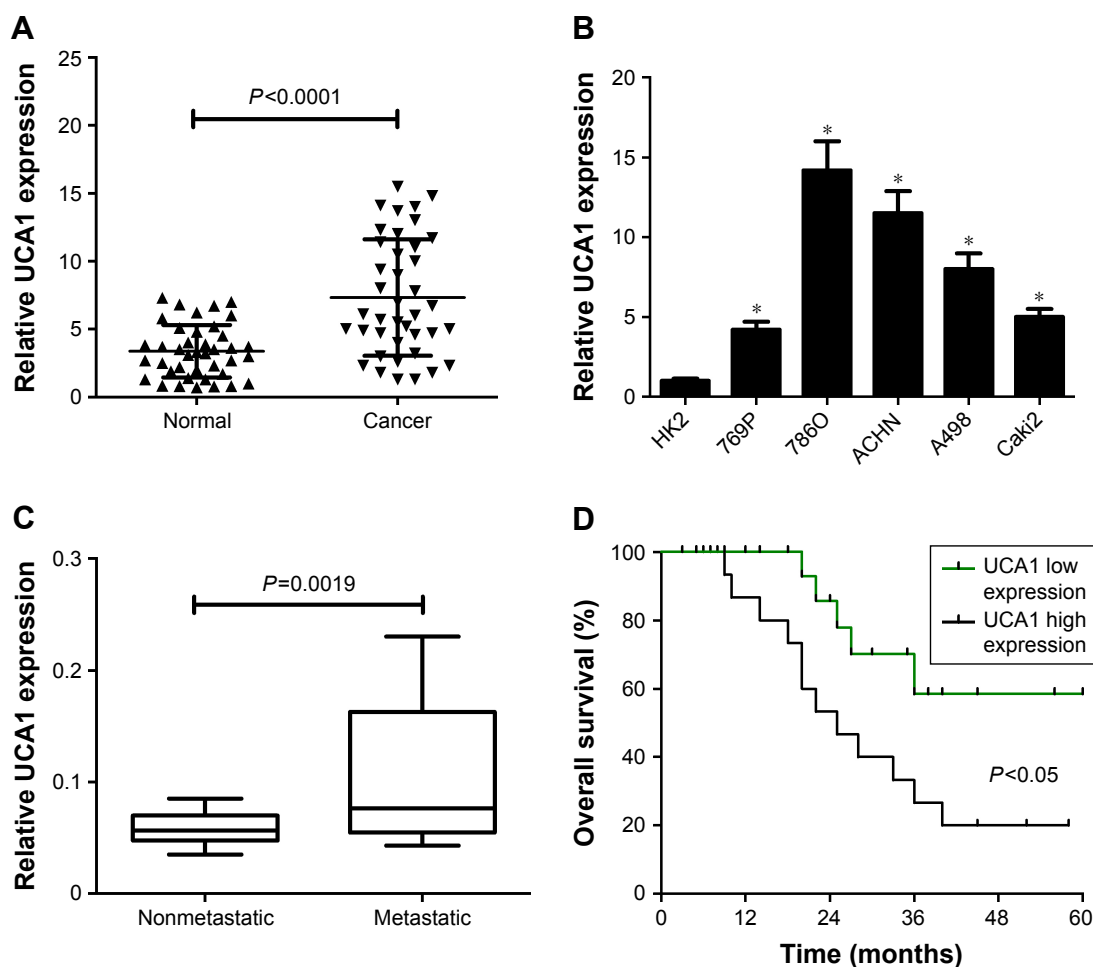 A
Relative UCA1 expression
25
20
15
10
5
0
P<0.0001
Normal
Cancer
B
Relative UCA1 expression
20
15
10
5
0
*
*
*
*
*
HK2
769P
786O
ACHN
A498
Caki2
C
Relative UCA1 expression
0.3
0.2
0.1
0
P=0.0019
Nonmetastatic
Metastatic
D
Overall survival (%)
100
80
60
40
20
0
UCA1 low
expression
UCA1 high
expression
P<0.05
0
12
24
36
48
60
Time (months)